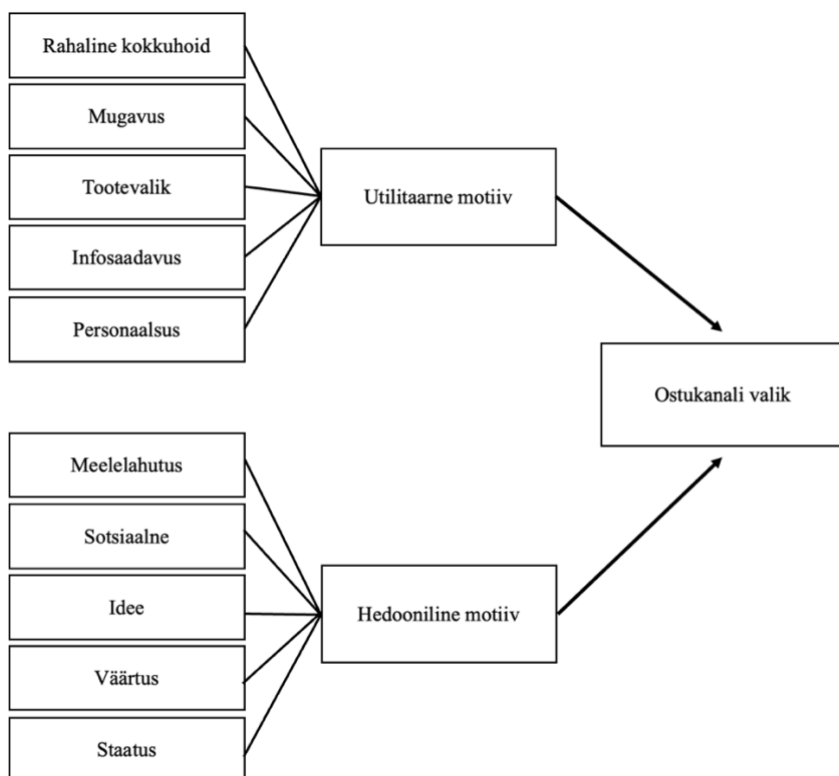 Rahaline kokkuhoid
Mugavus
Tootevalik
Infosaadavus
Personaalsus
Utilitaarne motiiv
Ostukanali valik
Meelelahutus
Sotsiaalne
Idee
Väärtus
Staatus
Hedooniline motiiv